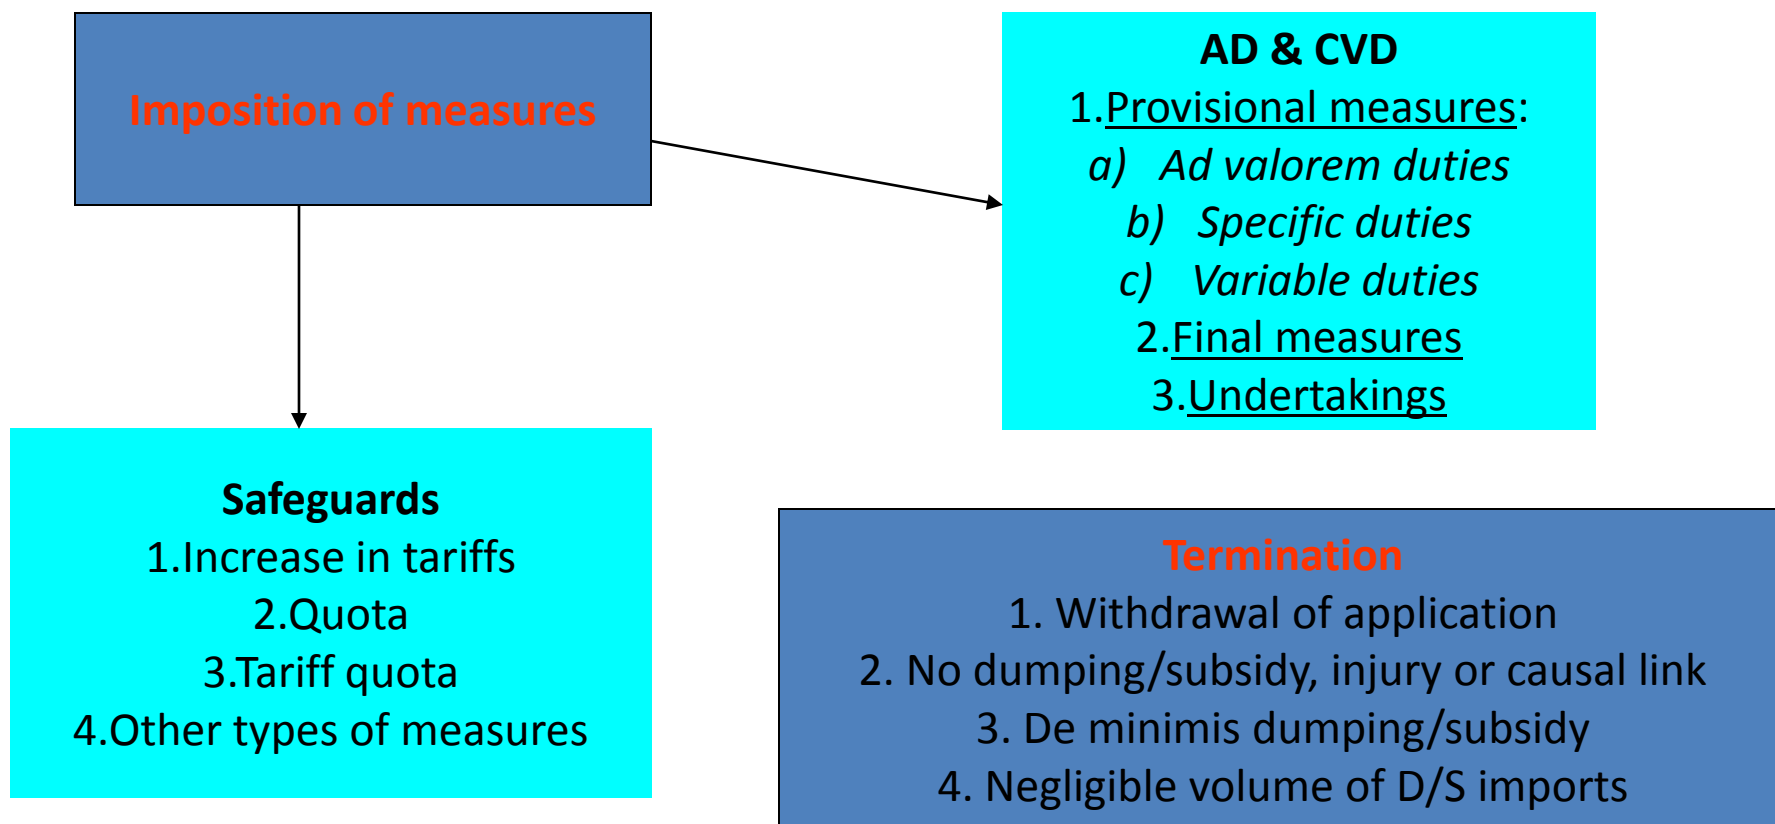 Imposition of measures
AD & CVD
1.Provisional measures:
a) Ad valorem duties
b) Specific duties
c) Variable duties
2.Final measures
3.Undertakings
Safeguards
1.Increase in tariffs
2.Quota
3.Tariff quota
4.Other types of measures
Termination
1. Withdrawal of application
2. No dumping/subsidy, injury or causal link
3. De minimis dumping/subsidy
4. Negligible volume of D/S imports